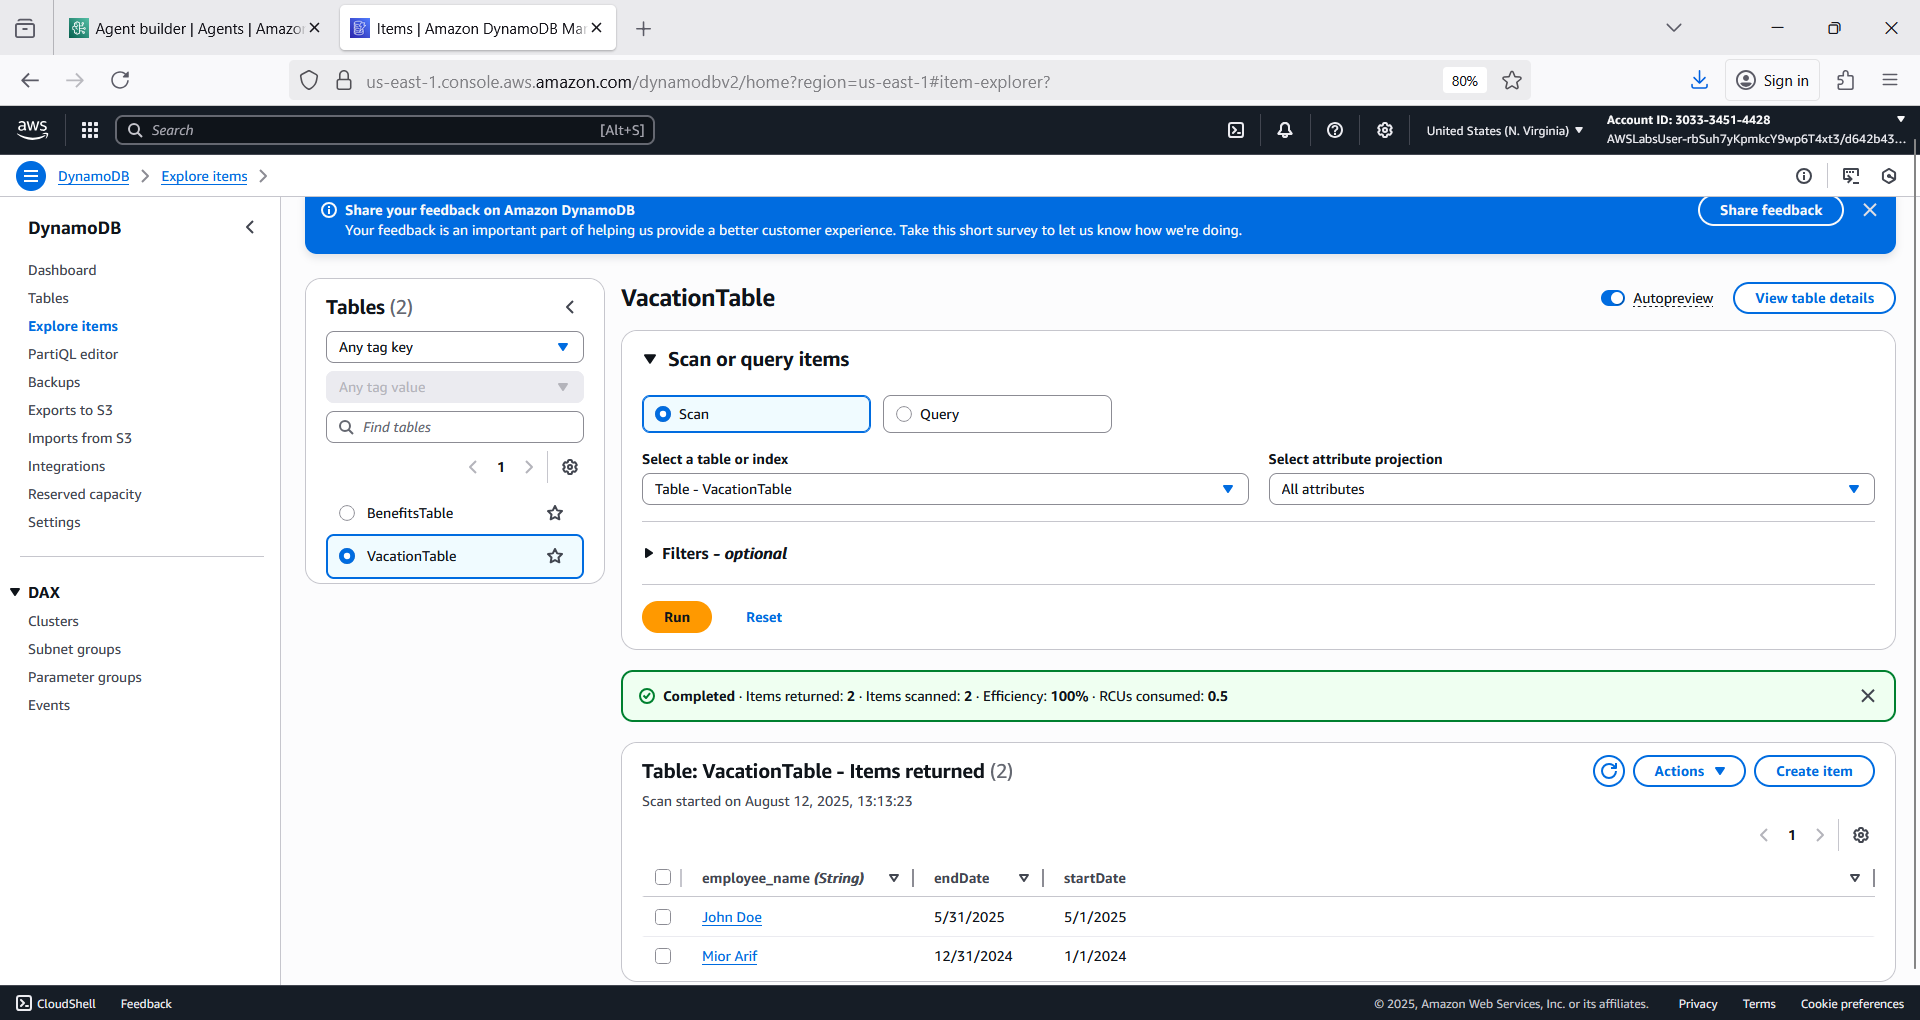 Agent builder | Agents | Amazo
Items | Amazon DynamoDB Ma
us-east-1.console.aws.amazon.com/dynamodbv2/home?region=us-east-1#item-explorer?
80%
Sign in
aws
Search
[Alt+S]
United States (N. Virginia)
Account ID: 3033-3451-4428
AWSLabsUser-rbSuh7yKpmkcY9wp6T4xt3/d642b43...
DynamoDB
Explore items
Share your feedback on Amazon DynamoDB
Your feedback is an important part of helping us provide a better customer experience. Take this short survey to let us know how we're doing.
Share feedback
DynamoDB
Dashboard
Tables
Explore items
PartiQL editor
Backups
Exports to S3
Imports from S3
Integrations
Reserved capacity
Settings
DAX
Clusters
Subnet groups
Parameter groups
Events
Tables (2)
Any tag key
Any tag value
Find tables
1
BenefitsTable
VacationTable
VacationTable
Autopreview
View table details
Scan or query items
Scan
Query
Select a table or index
Table - VacationTable
Select attribute projection
All attributes
Filters - optional
Run
Reset
Completed · Items returned: 2 · Items scanned: 2 · Efficiency: 100% · RCUs consumed: 0.5
Table: VacationTable - Items returned (2)
Scan started on August 12, 2025, 13:13:23
Actions
Create item
1
employee_name (String) endDate startDate
John Doe 5/31/2025 5/1/2025
Mior Arif 12/31/2024 1/1/2024
CloudShell
Feedback
© 2025, Amazon Web Services, Inc. or its affiliates.
Privacy
Terms
Cookie preferences